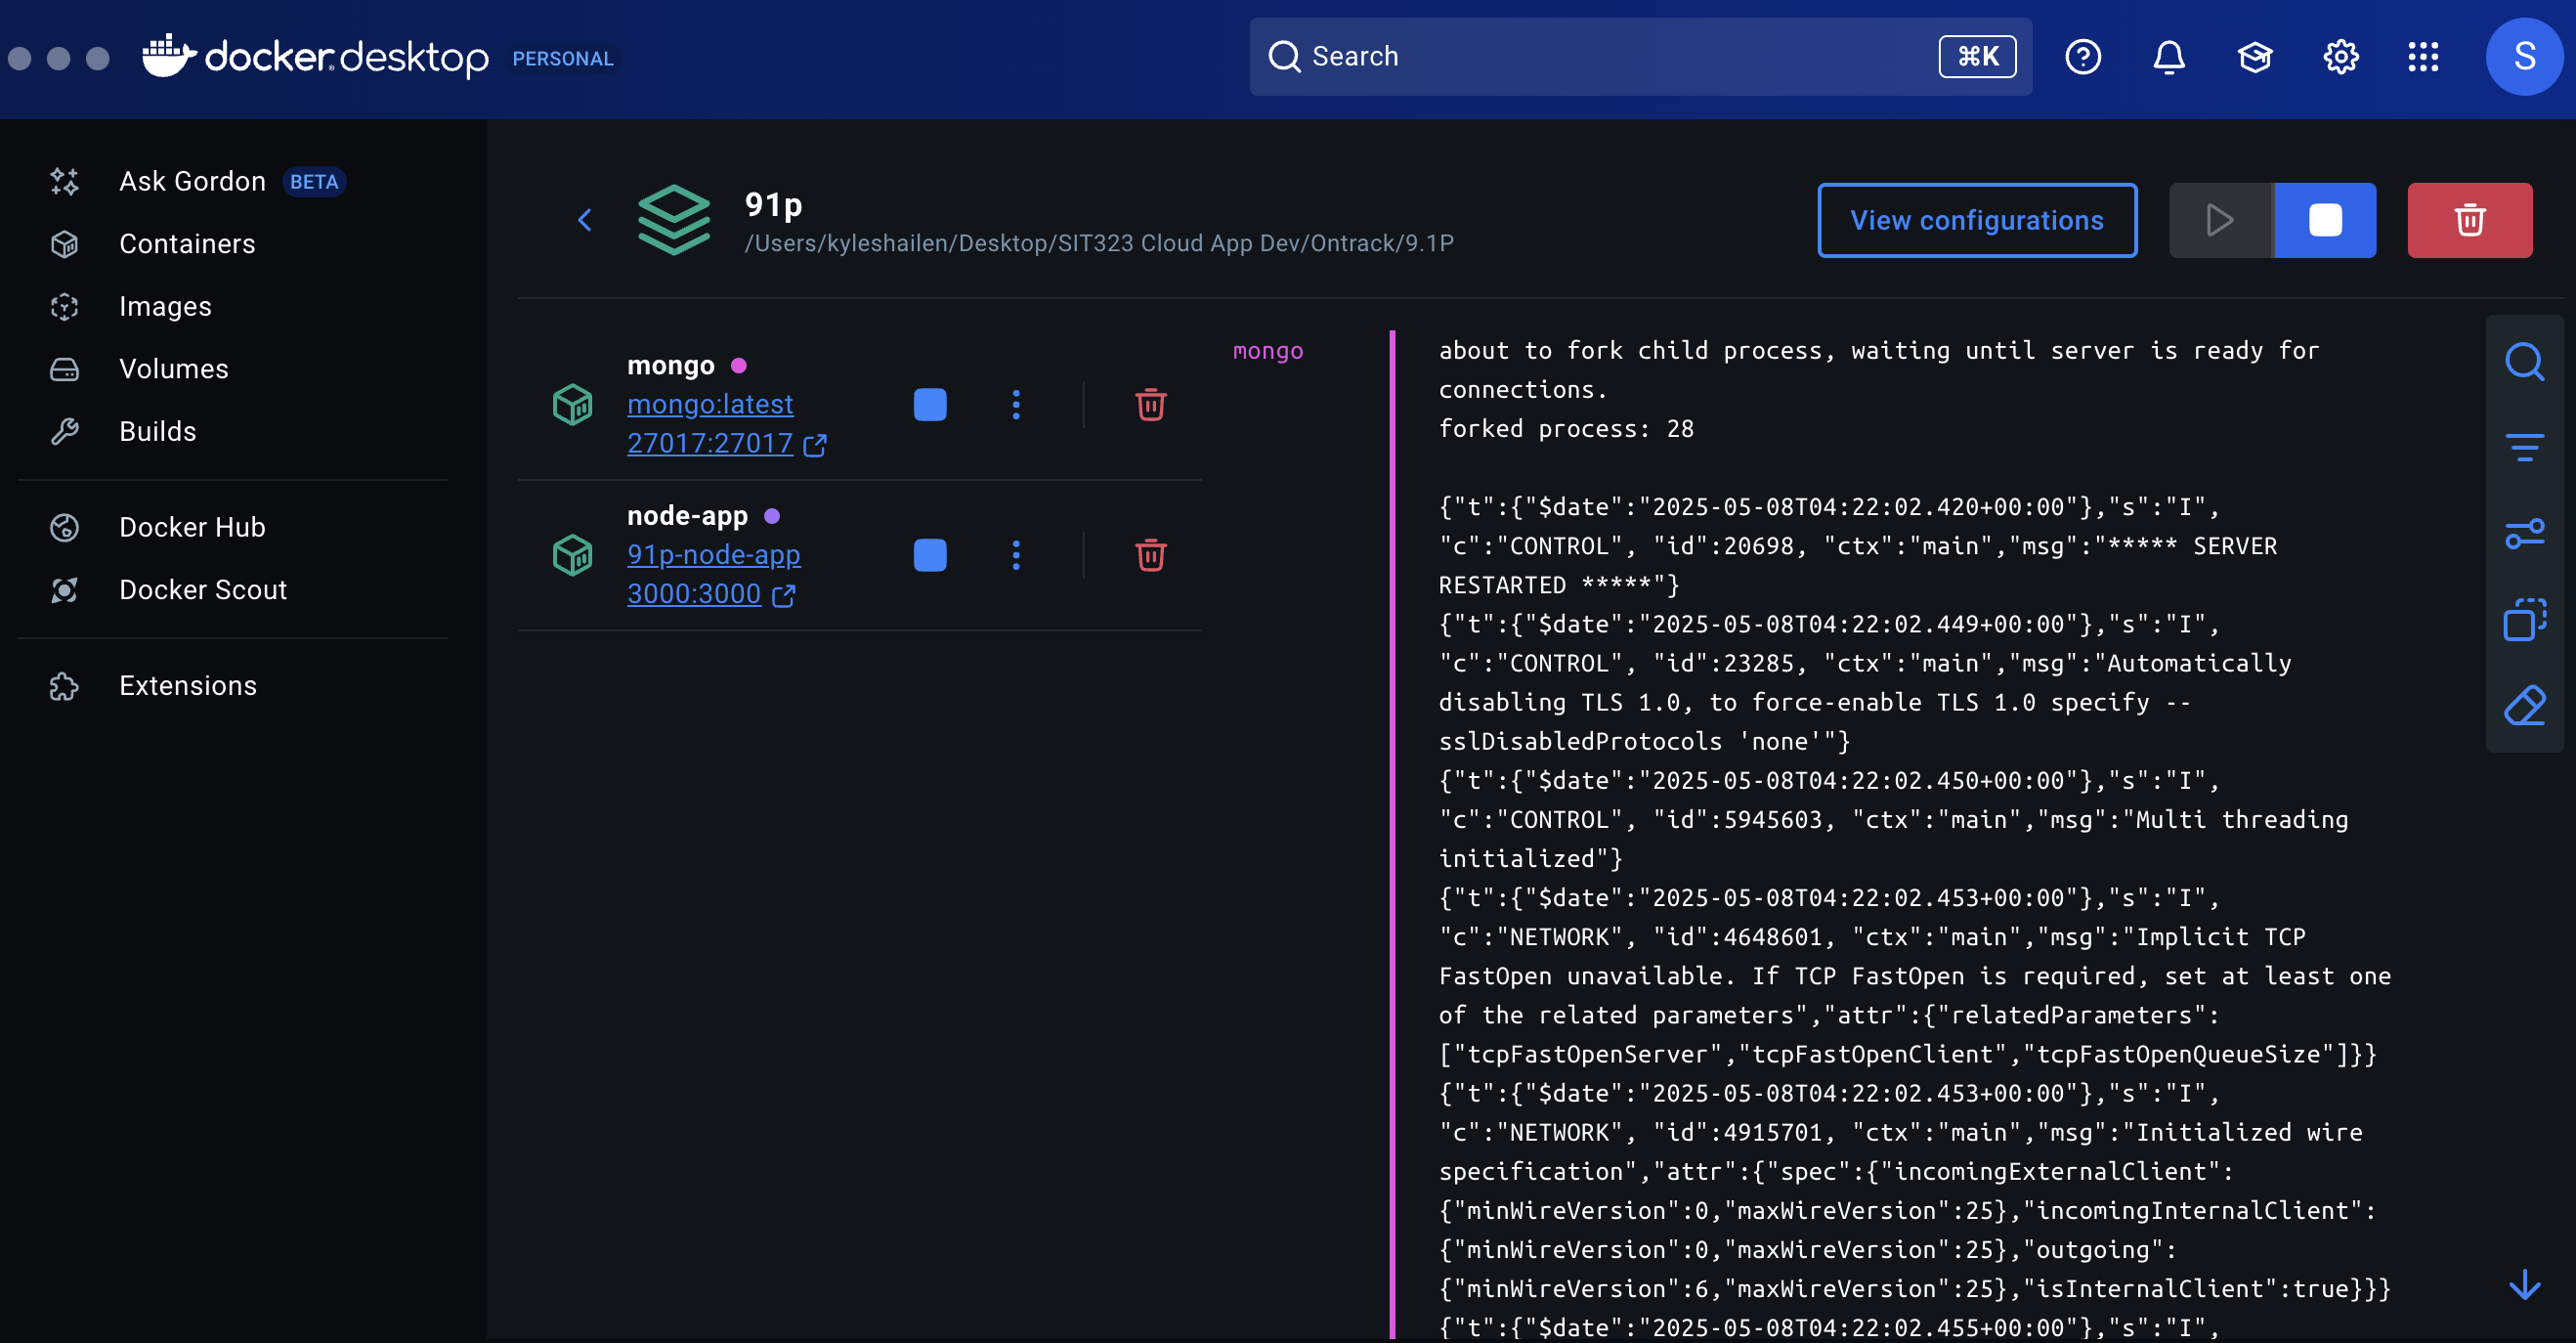 docker.desktop PERSONAL
Search ⌘K
S
Ask Gordon BETA
Containers
Images
Volumes
Builds
Docker Hub
Docker Scout
Extensions
91p
/Users/kyleshailen/Desktop/SIT323 Cloud App Dev/Ontrack/9.1P
View configurations
mongo
mongo:latest
27017:27017
node-app
91p-node-app
3000:3000
mongo
about to fork child process, waiting until server is ready for
connections.
forked process: 28
{"t":{"$date":"2025-05-08T04:22:02.420+00:00"},"s":"I",
"c":"CONTROL", "id":20698, "ctx":"main","msg":"***** SERVER
RESTARTED *****"}
{"t":{"$date":"2025-05-08T04:22:02.449+00:00"},"s":"I",
"c":"CONTROL", "id":23285, "ctx":"main","msg":"Automatically
disabling TLS 1.0, to force-enable TLS 1.0 specify --
sslDisabledProtocols 'none'"}
{"t":{"$date":"2025-05-08T04:22:02.450+00:00"},"s":"I",
"c":"CONTROL", "id":5945603, "ctx":"main","msg":"Multi threading
initialized"}
{"t":{"$date":"2025-05-08T04:22:02.453+00:00"},"s":"I",
"c":"NETWORK", "id":4648601, "ctx":"main","msg":"Implicit TCP
FastOpen unavailable. If TCP FastOpen is required, set at least one
of the related parameters","attr":{"relatedParameters":
["tcpFastOpenServer","tcpFastOpenClient","tcpFastOpenQueueSize"]}}
{"t":{"$date":"2025-05-08T04:22:02.453+00:00"},"s":"I",
"c":"NETWORK", "id":4915701, "ctx":"main","msg":"Initialized wire
specification","attr":{"spec":{"incomingExternalClient":
{"minWireVersion":0,"maxWireVersion":25},"incomingInternalClient":
{"minWireVersion":0,"maxWireVersion":25},"outgoing":
{"minWireVersion":6,"maxWireVersion":25},"isInternalClient":true}}}
{"t":{"$date":"2025-05-08T04:22:02.455+00:00"},"s":"I",